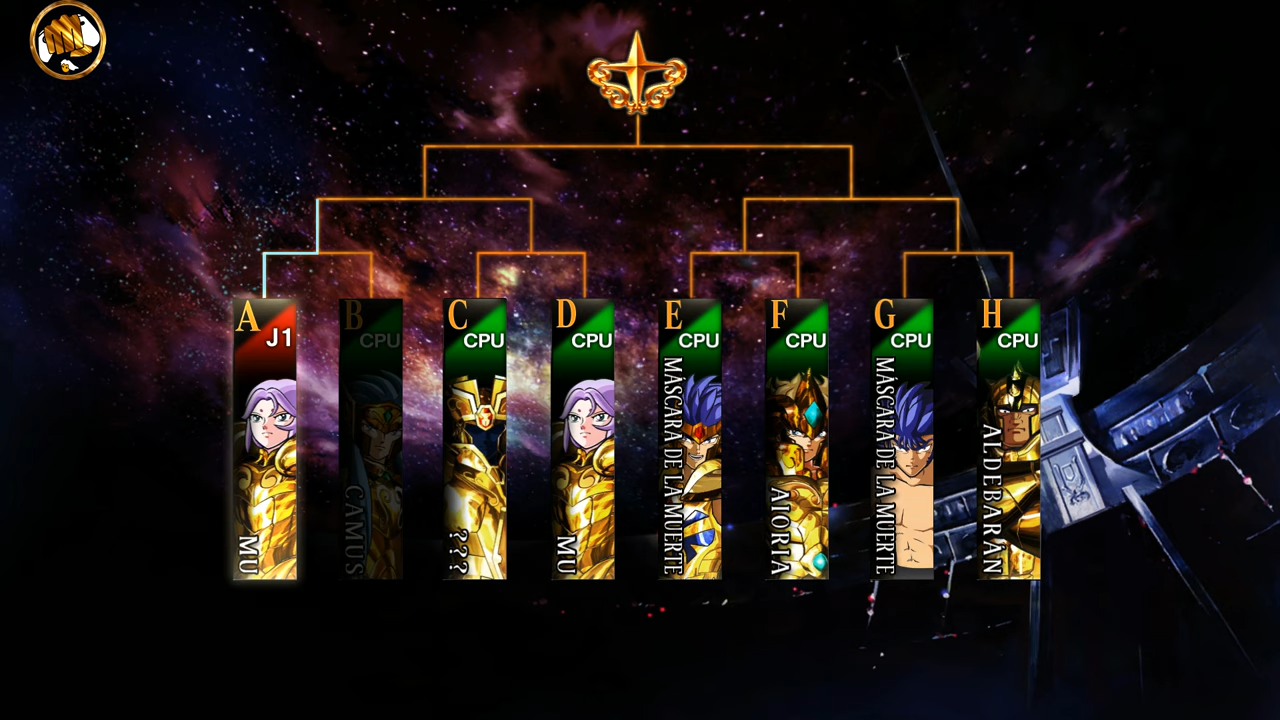 A
J1
MU
B
CPU
CAMUS
C
CPU
???
D
CPU
MU
E
CPU
MÁSCARA DE LA MUERTE
F
CPU
AIORIA
G
CPU
MÁSCARA DE LA MUERTE
H
CPU
ALDEBARÁN